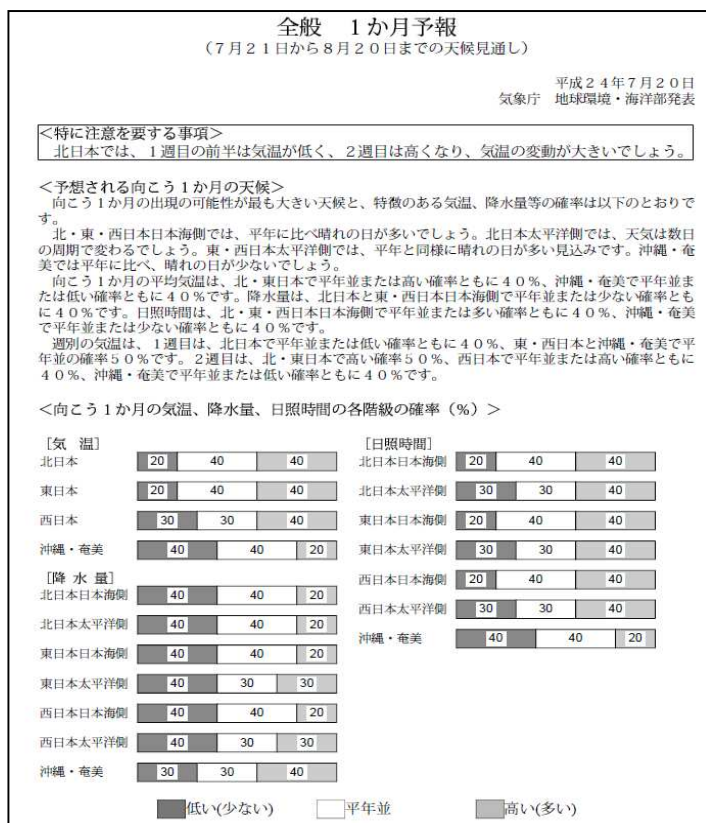 全般　１か月予報
（７月２１日から８月２０日までの天候見通し）
平成２４年７月２０日
気象庁　地球環境・海洋部発表
＜特に注意を要する事項＞
北日本では、１週目の前半は気温が低く、２週目は高くなり、気温の変動が大きいでしょう。
＜予想される向こう１か月の天候＞
向こう１か月の出現の可能性が最も大きい天候と、特徴のある気温、降水量等の確率は以下のとおりで
す。
北・東・西日本日本海側では、平年に比べ晴れの日が多いでしょう。北日本太平洋側では、天気は数日
の周期で変わるでしょう。東・西日本太平洋側では、平年と同様に晴れの日が多い見込みです。沖縄・奄
美では平年に比べ、晴れの日が少ないでしょう。
向こう１か月の平均気温は、北・東日本で平年並または高い確率ともに４０％、沖縄・奄美で平年並ま
たは低い確率ともに４０％です。降水量は、北日本と東・西日本日本海側で平年並または少ない確率とも
に４０％です。日照時間は、北・東・西日本日本海側で平年並または多い確率ともに４０％、沖縄・奄美
で平年並または少ない確率ともに４０％です。
週別の気温は、１週目は、北日本で平年並または低い確率ともに４０％、東・西日本と沖縄・奄美で平
年並の確率５０％です。２週目は、北・東日本で高い確率５０％、西日本で平年並または高い確率ともに
４０％、沖縄・奄美で平年並または低い確率ともに４０％です。
＜向こう１か月の気温、降水量、日照時間の各階級の確率（％）＞
［気　温］
北日本 20 40 40
東日本 20 40 40
西日本 30 30 40
沖縄・奄美 40 40 20
［降 水 量］
北日本日本海側 40 40 20
北日本太平洋側 40 40 20
東日本日本海側 40 40 20
東日本太平洋側 40 30 30
西日本日本海側 40 40 20
西日本太平洋側 40 30 30
沖縄・奄美 30 30 40
［日照時間］
北日本日本海側 20 40 40
北日本太平洋側 30 30 40
東日本日本海側 20 40 40
東日本太平洋側 30 30 40
西日本日本海側 20 40 40
西日本太平洋側 30 30 40
沖縄・奄美 40 40 20
低い(少ない) 平年並 高い(多い)